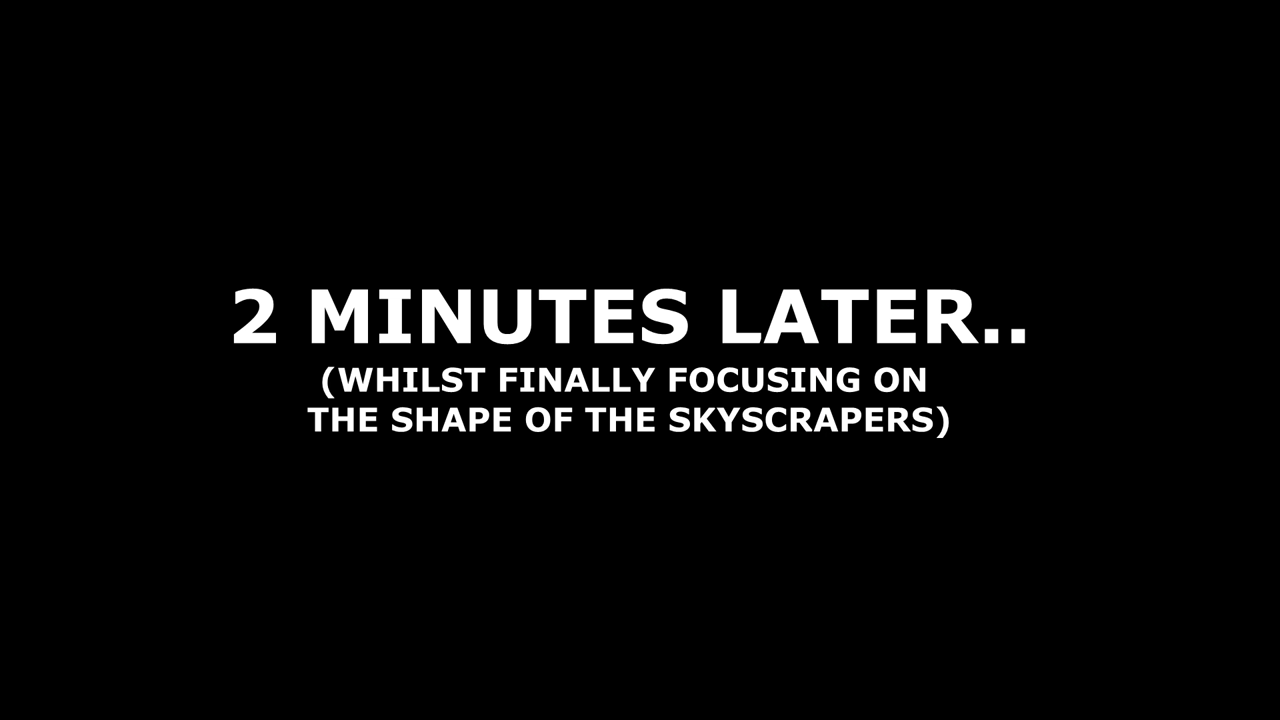 2 MINUTES LATER..
(WHILST FINALLY FOCUSING ON
THE SHAPE OF THE SKYSCRAPERS)